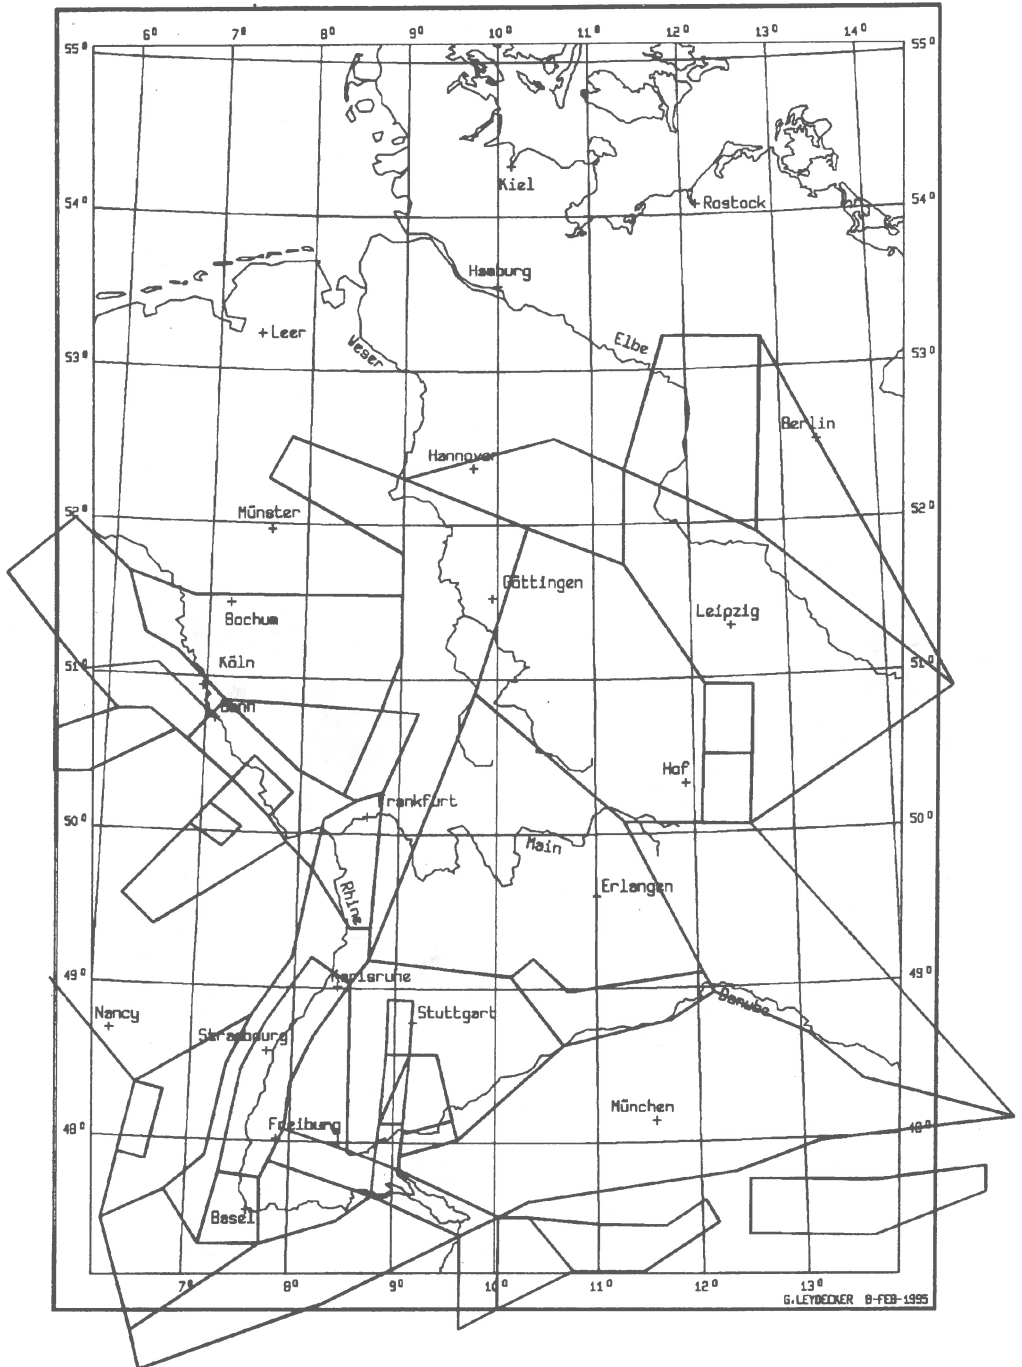 6° 7° 8° 9° 10° 11° 12° 13° 14°
55° 55°
Kiel
54° Rostock 54°
Hamburg
Leer
Elbe
Weser
53° 53°
Berlin
Hannover
52° Münster 52°
Göttingen
Leipzig
Bochum
51° Köln 51°
Bonn
Hof
Frankfurt
50° 50°
Main
Erlangen
Rhine
49° Karlsruhe 49°
Danube
Nancy Stuttgart
Strasbourg
München
48° Freiburg 48°
Basel
7° 8° 9° 10° 11° 12° 13°
G.LEYDECKER 8-FEB-1995